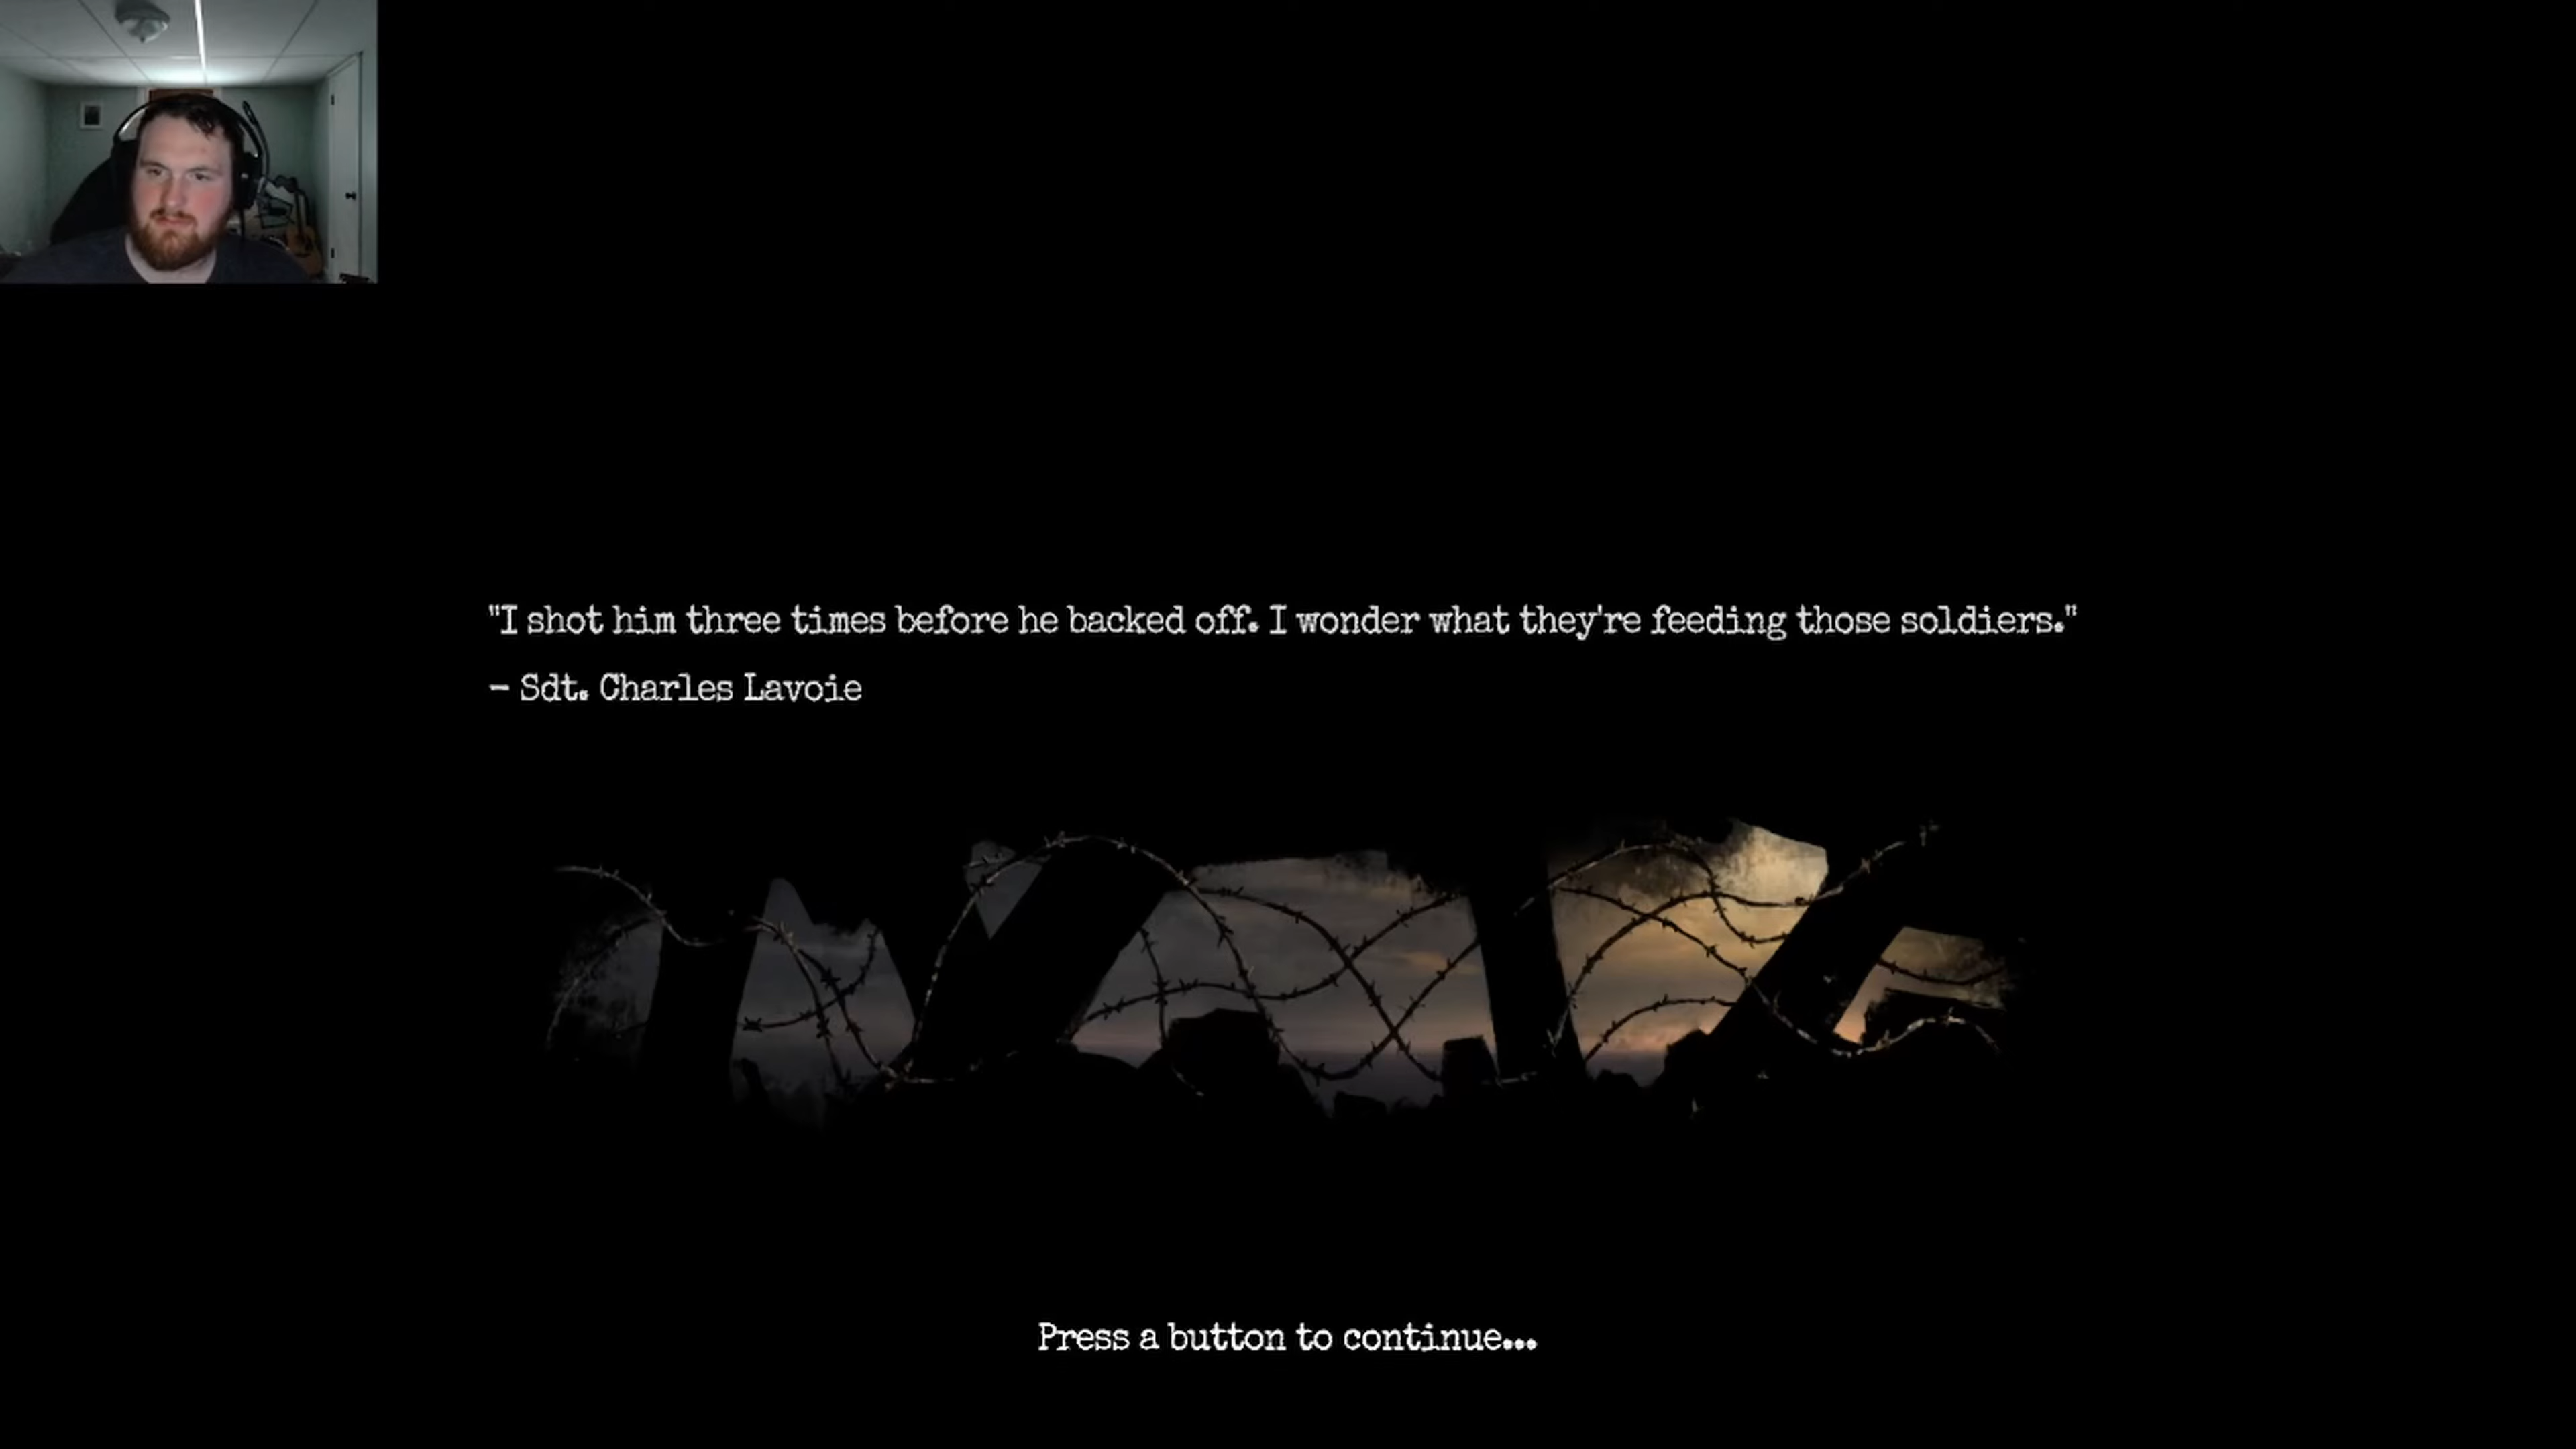 "I shot him three times before he backed off. I wonder what they're feeding those soldiers."
- Sdt. Charles Lavoie
Press a button to continue...